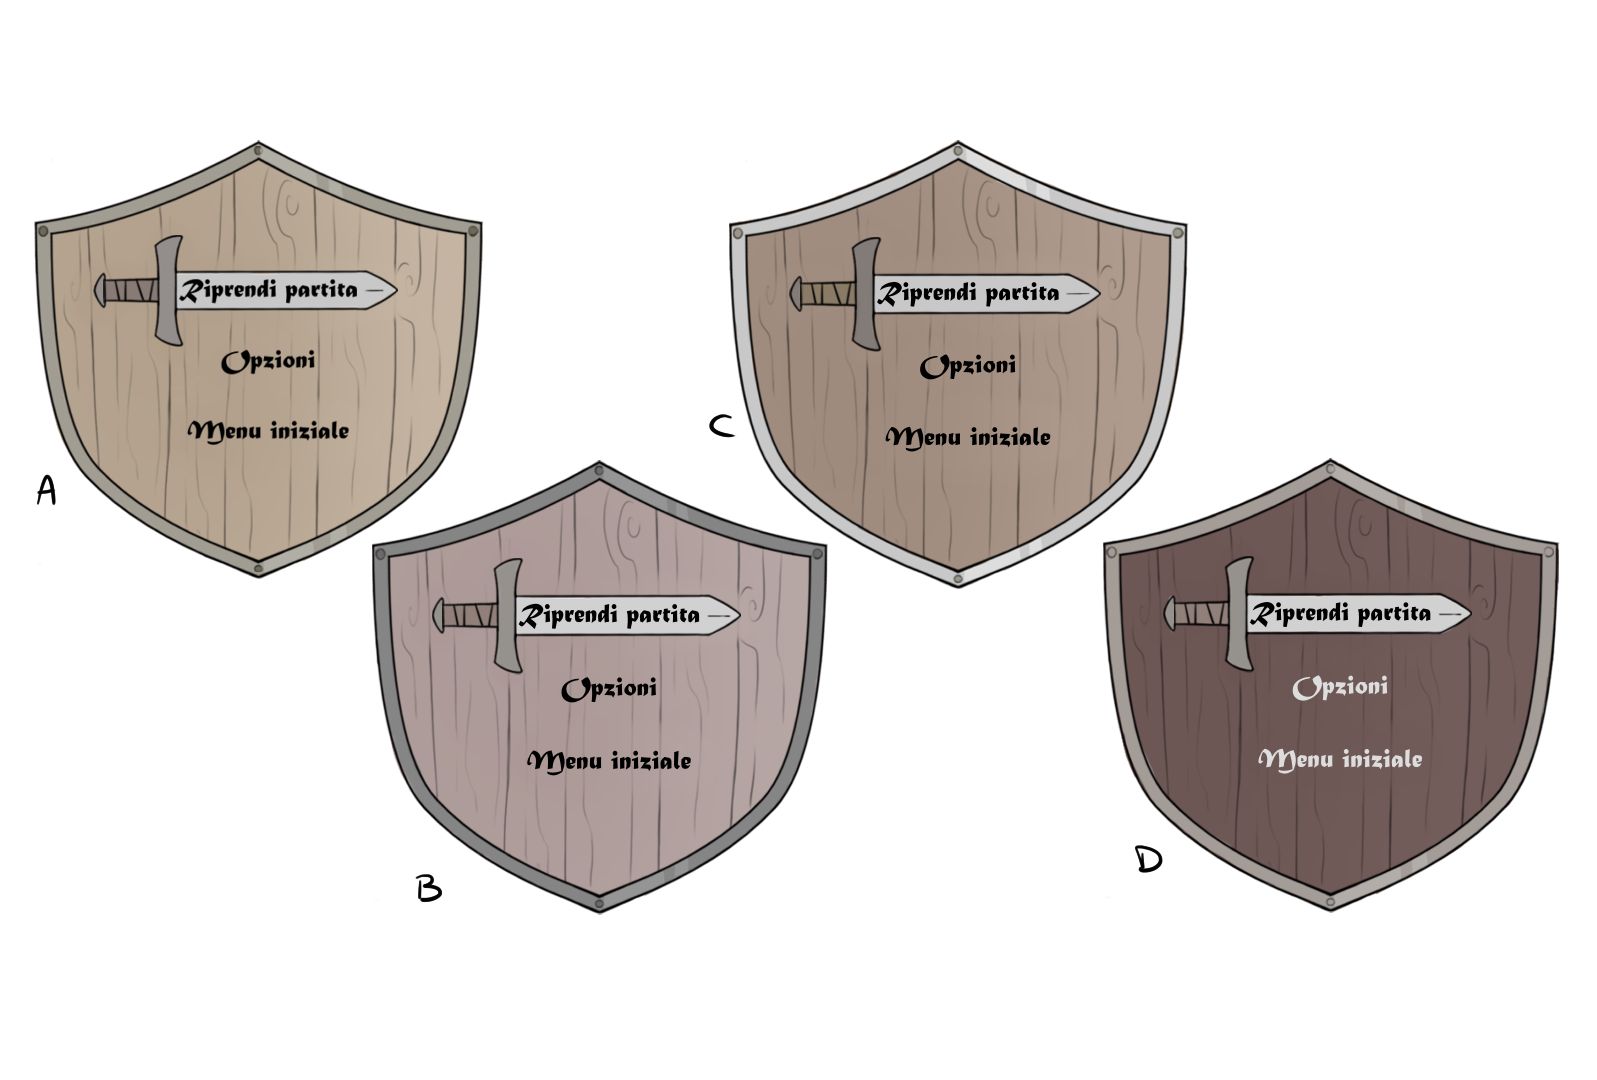 Riprendi partita
Opzioni
Menu iniziale
A
Riprendi partita
Opzioni
Menu iniziale
B
Riprendi partita
Opzioni
Menu iniziale
C
Riprendi partita
Opzioni
Menu iniziale
D